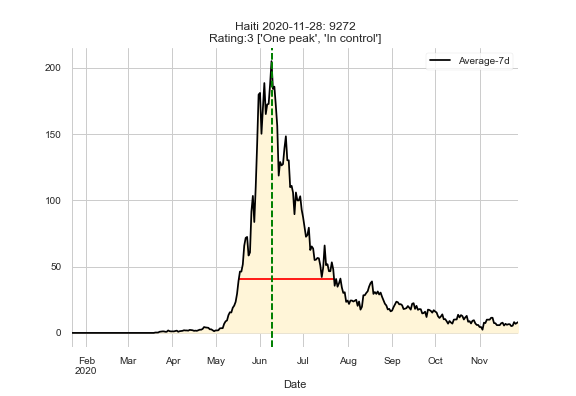 Haiti 2020-11-28: 9272
Rating:3 ['One peak', 'In control']
Average-7d
200
150
100
50
0
Feb Mar Apr May Jun Jul Aug Sep Oct Nov
2020
Date